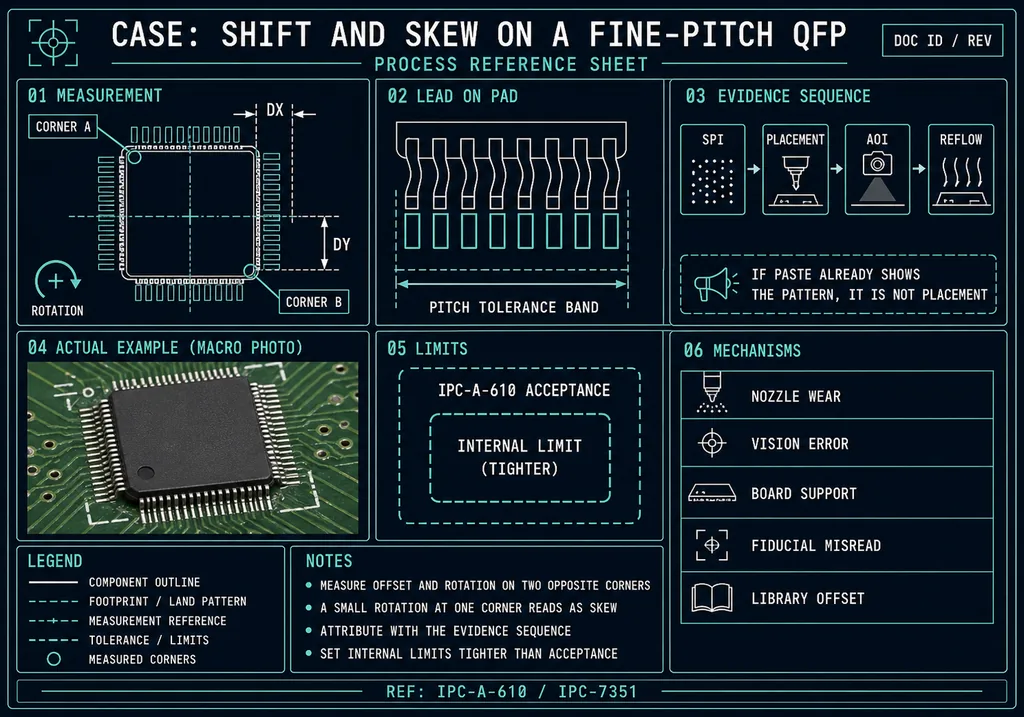 CASE: SHIFT AND SKEW ON A FINE-PITCH QFP
PROCESS REFERENCE SHEET
DOC ID / REV
01 MEASUREMENT
CORNER A
DX
DY
CORNER B
ROTATION
02 LEAD ON PAD
PITCH TOLERANCE BAND
03 EVIDENCE SEQUENCE
SPI
PLACEMENT
AOI
REFLOW
IF PASTE ALREADY SHOWS
THE PATTERN, IT IS NOT PLACEMENT
04 ACTUAL EXAMPLE (MACRO PHOTO)
05 LIMITS
IPC-A-610 ACCEPTANCE
INTERNAL LIMIT
(TIGHTER)
06 MECHANISMS
NOZZLE WEAR
VISION ERROR
BOARD SUPPORT
FIDUCIAL MISREAD
LIBRARY OFFSET
LEGEND
COMPONENT OUTLINE
FOOTPRINT / LAND PATTERN
MEASUREMENT REFERENCE
TOLERANCE / LIMITS
MEASURED CORNERS
NOTES
• MEASURE OFFSET AND ROTATION ON TWO OPPOSITE CORNERS
• A SMALL ROTATION AT ONE CORNER READS AS SKEW
• ATTRIBUTE WITH THE EVIDENCE SEQUENCE
• SET INTERNAL LIMITS TIGHTER THAN ACCEPTANCE
REF: IPC-A-610 / IPC-7351